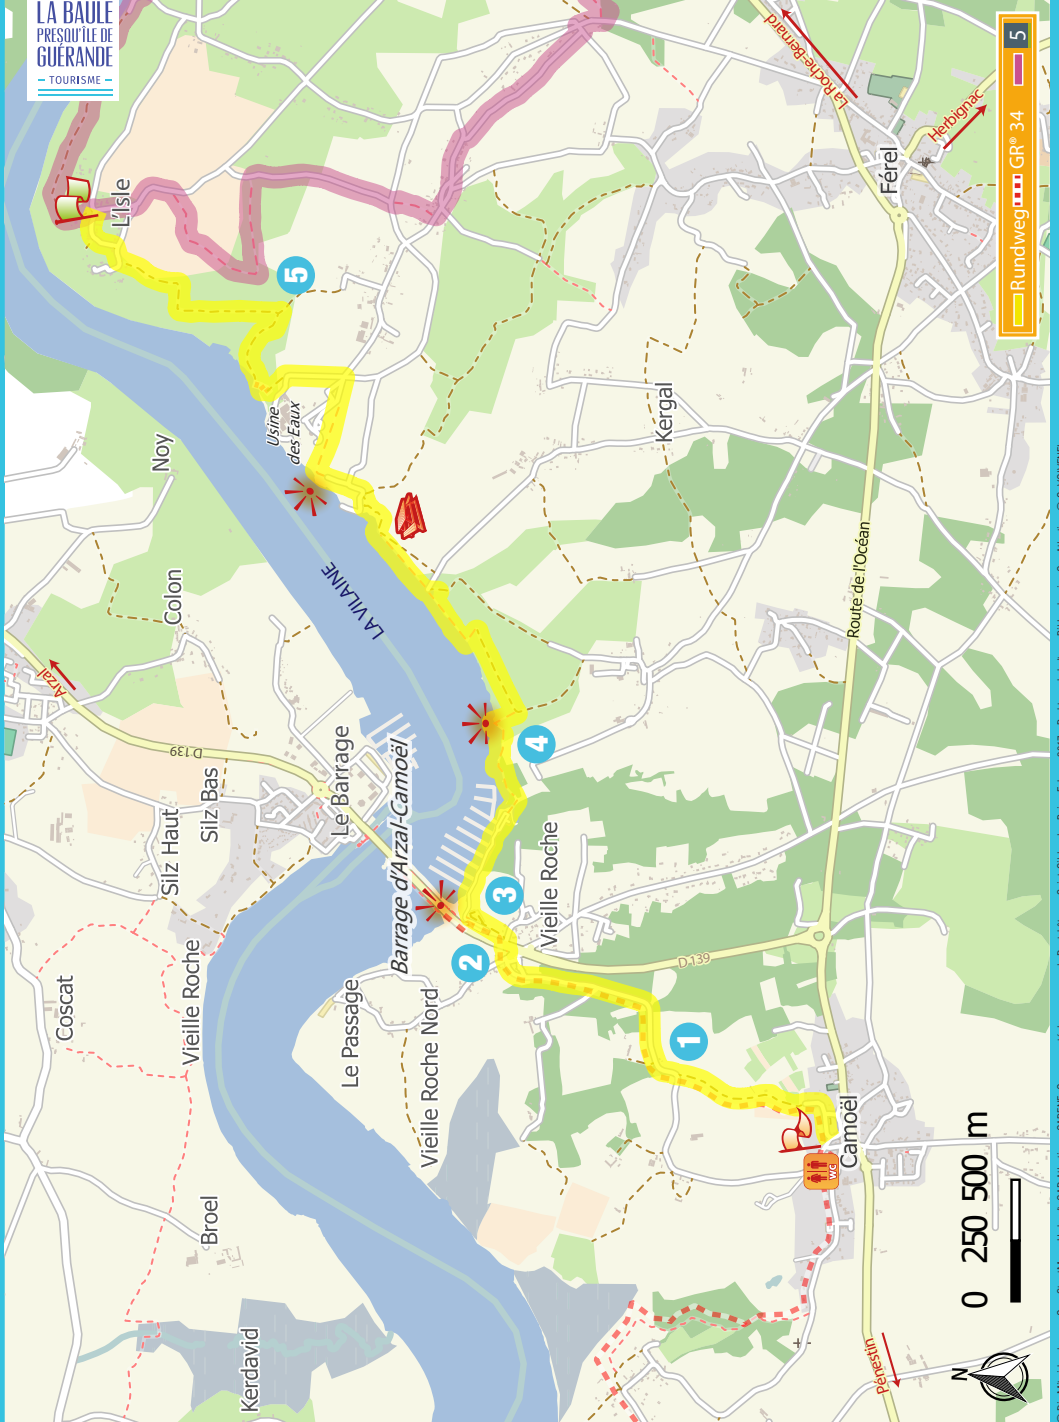 LA BAULE
PRESQU'ÎLE DE
GUÉRANDE
- TOURISME -
L'Isle
5
Usine
des Eaux
Noy
LA VILAINE
Colon
Arzal
D 139
Le Barrage
Silz Bas
Silz Haut
Barrage d'Arzal-Camoël
4
3
2
Vieille Roche
Vieille Roche
Coscat
Le Passage
Vieille Roche Nord
D 139
1
Camoël
WC
Broel
Kerdavid
Pénestin
Kergal
Route de l'Océan
Férel
La Roche-Bernard
Herbignac
Rundweg
GR® 34
5
0 250 500 m
N